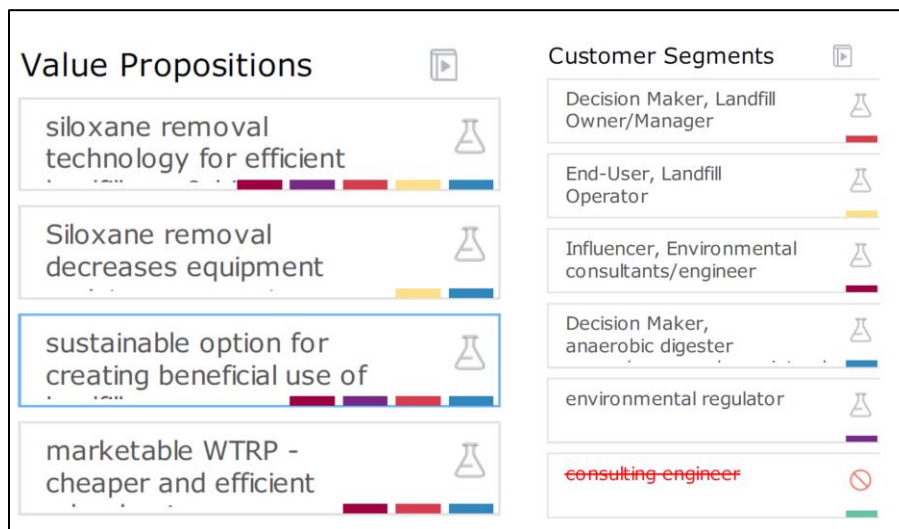 Value Propositions
siloxane removal
technology for efficient
Siloxane removal
decreases equipment
sustainable option for
creating beneficial use of
marketable WTRP -
cheaper and efficient
Customer Segments
Decision Maker, Landfill
Owner/Manager
End-User, Landfill
Operator
Influencer, Environmental
consultants/engineer
Decision Maker,
anaerobic digester
environmental regulator
consulting engineer